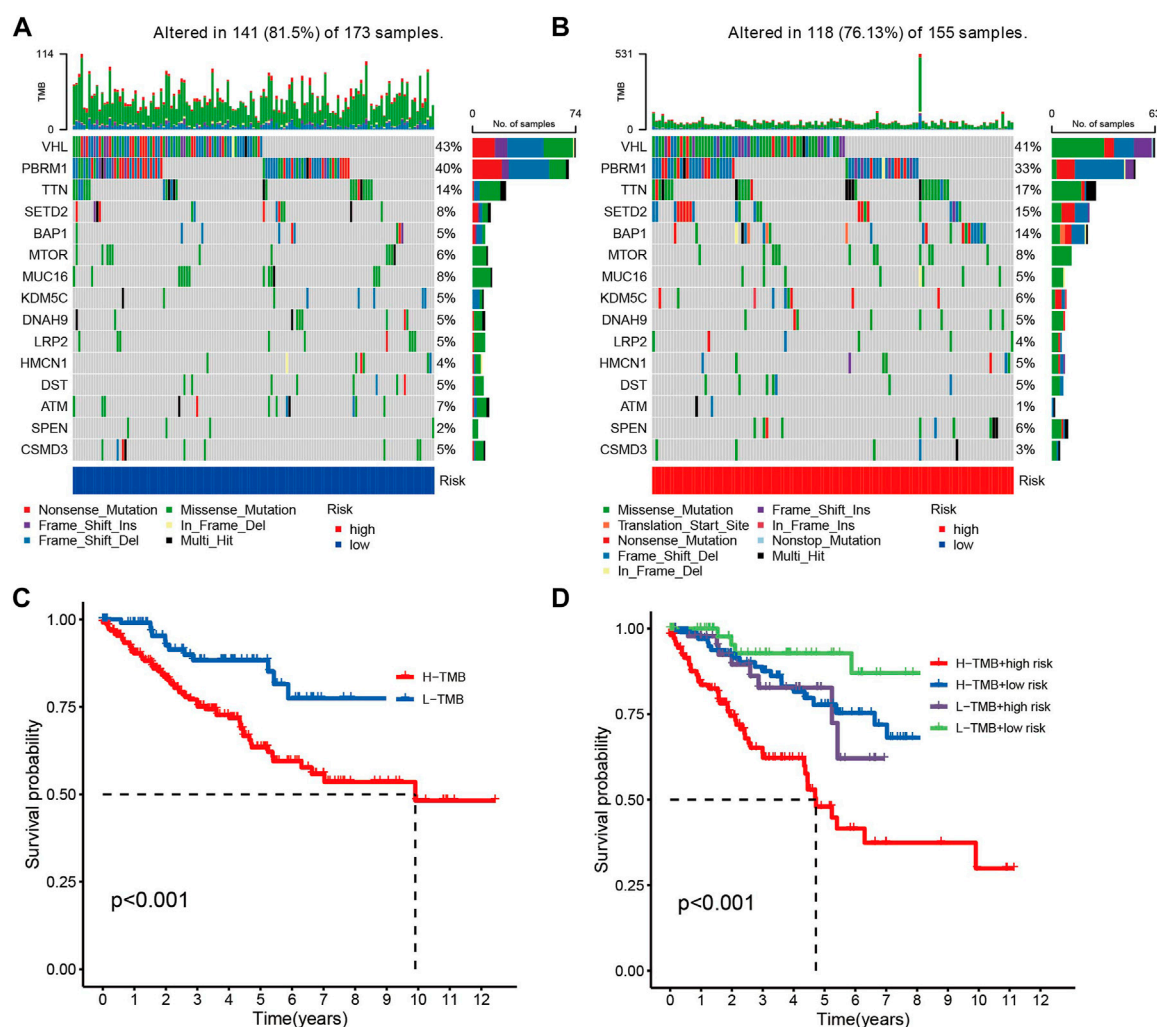 A
Altered in 141 (81.5%) of 173 samples.
114
0
TMB
0 74
No. of samples
VHL 43%
PBRM1 40%
TTN 14%
SETD2 8%
BAP1 5%
MTOR 6%
MUC16 8%
KDM5C 5%
DNAH9 5%
LRP2 5%
HMCN1 4%
DST 5%
ATM 7%
SPEN 2%
CSMD3 5%
Risk
Nonsense_Mutation
Frame_Shift_Ins
Frame_Shift_Del
Missense_Mutation
In_Frame_Del
Multi_Hit
Risk
high
low
B
Altered in 118 (76.13%) of 155 samples.
531
0
TMB
0 63
No. of samples
VHL 41%
PBRM1 33%
TTN 17%
SETD2 15%
BAP1 14%
MTOR 8%
MUC16 5%
KDM5C 6%
DNAH9 5%
LRP2 4%
HMCN1 5%
DST 5%
ATM 1%
SPEN 6%
CSMD3 3%
Risk
Missense_Mutation
Translation_Start_Site
Nonsense_Mutation
Frame_Shift_Del
In_Frame_Del
Frame_Shift_Ins
In_Frame_Ins
Nonstop_Mutation
Multi_Hit
Risk
high
low
C
Survival probability
1.00
0.75
0.50
0.25
0.00
H-TMB
L-TMB
p<0.001
0 1 2 3 4 5 6 7 8 9 10 11 12
Time(years)
D
Survival probability
1.00
0.75
0.50
0.25
0.00
H-TMB+high risk
H-TMB+low risk
L-TMB+high risk
L-TMB+low risk
p<0.001
0 1 2 3 4 5 6 7 8 9 10 11 12
Time(years)